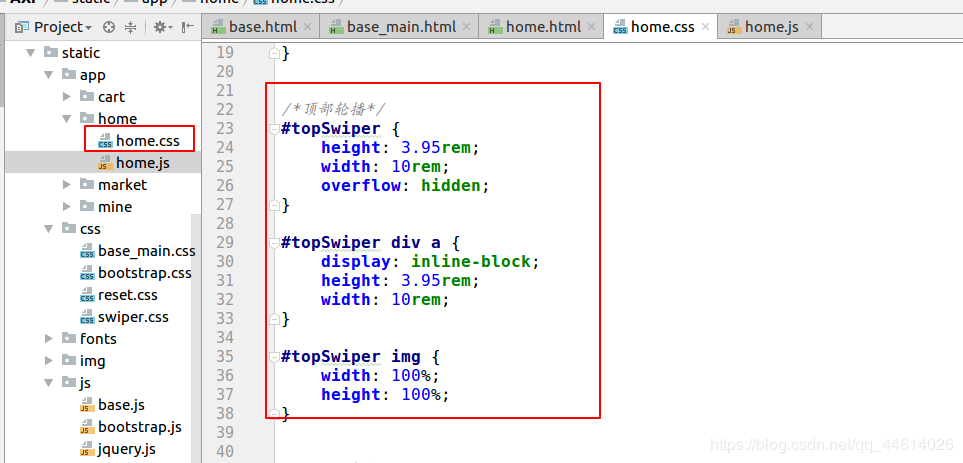 AXF static app home home.css
Project
base.html base_main.html home.html home.css home.js
static
app
cart
home
home.css
home.js
market
mine
css
base_main.css
bootstrap.css
reset.css
swiper.css
fonts
img
js
base.js
bootstrap.js
jquery.js
19 }
20
21
22 /*顶部轮播*/
23 #topSwiper {
24 height: 3.95rem;
25 width: 10rem;
26 overflow: hidden;
27 }
28
29 #topSwiper div a {
30 display: inline-block;
31 height: 3.95rem;
32 width: 10rem;
33 }
34
35 #topSwiper img {
36 width: 100%;
37 height: 100%;
38 }
39
40
https://blog.csdn.net/qq_44614026